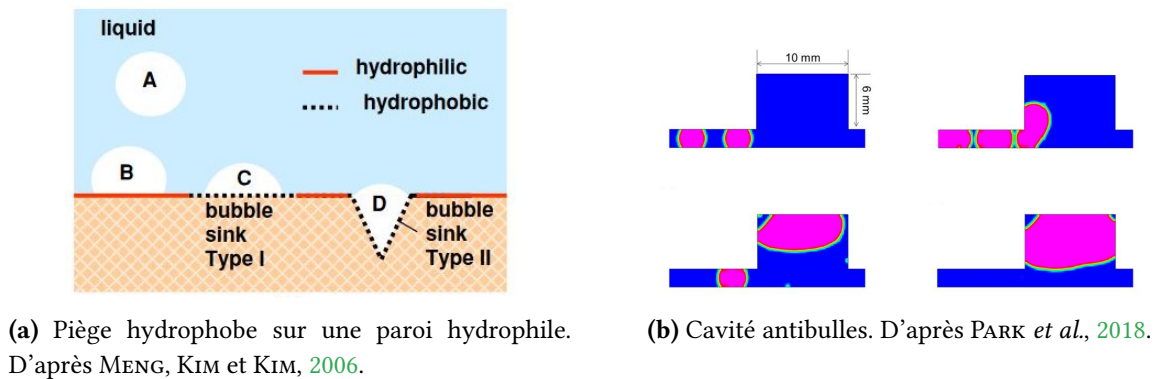 liquid
A
hydrophilic
hydrophobic
B
C
D
bubble
sink
Type I
bubble
sink
Type II
(a) Piège hydrophobe sur une paroi hydrophile.
D'après MENG, KIM et KIM, 2006.
10 mm
6 mm
(b) Cavité antibulles. D'après PARK et al., 2018.